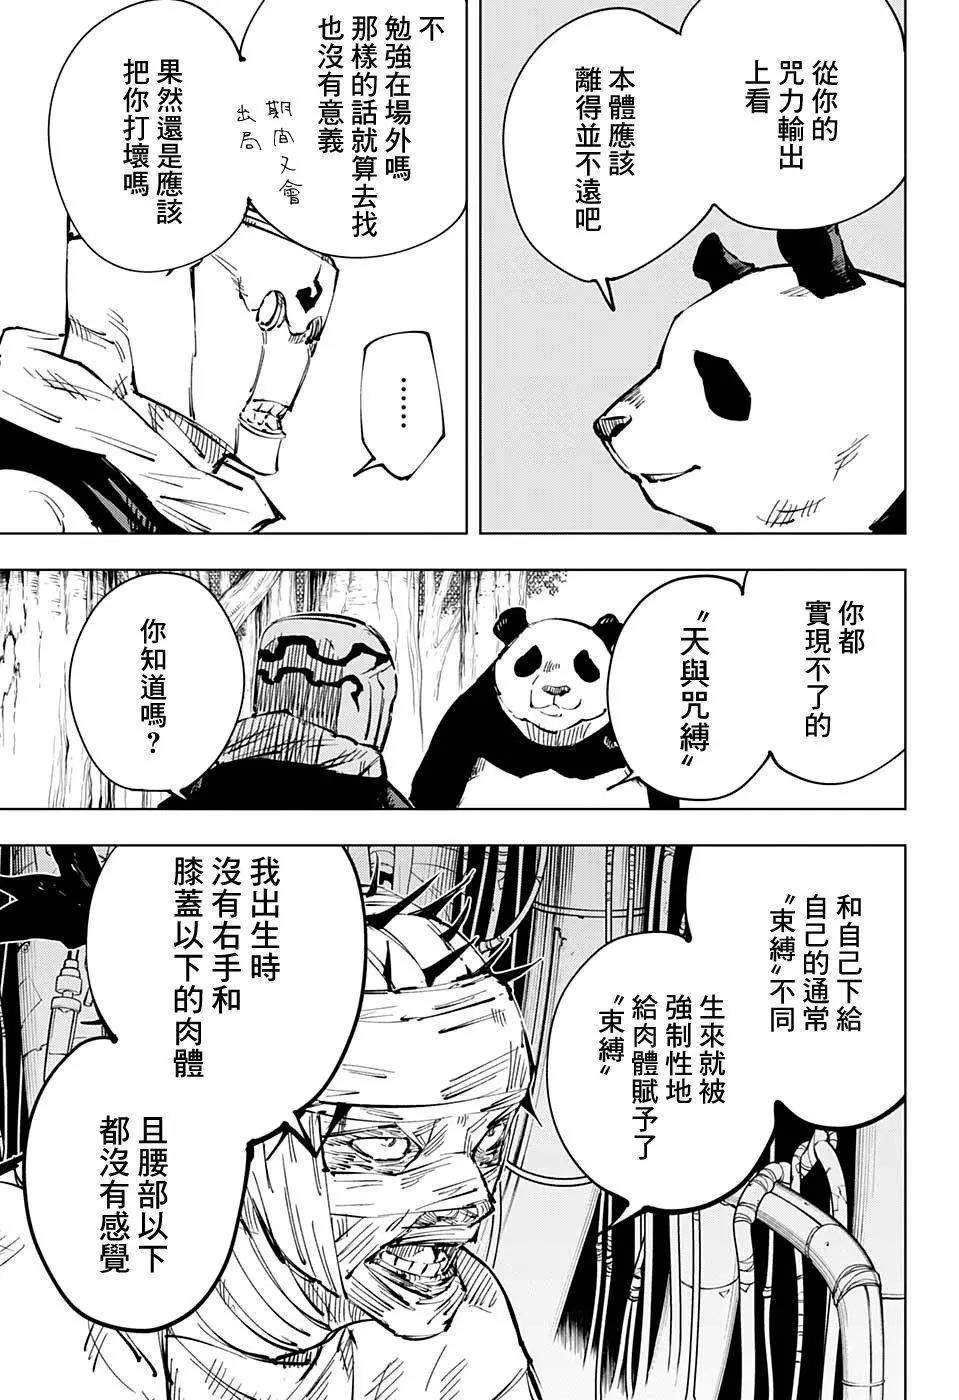 從你的
咒力輸出
上看
本體應該
離得並不遠吧
不
勉強在場外嗎
那樣的話就算去找
也沒有意義
期間又會
出局
果然還是應該
把你打壞嗎
……
你都
實現不了的
〝天與咒縛〞
你知道嗎？
和自己下給
自己的通常
〝束縛〞不同
生來就被
強制性地
給肉體賦予了
〝束縛〞
我出生時
沒有右手和
膝蓋以下的肉體
且腰部以下
都沒有感覺